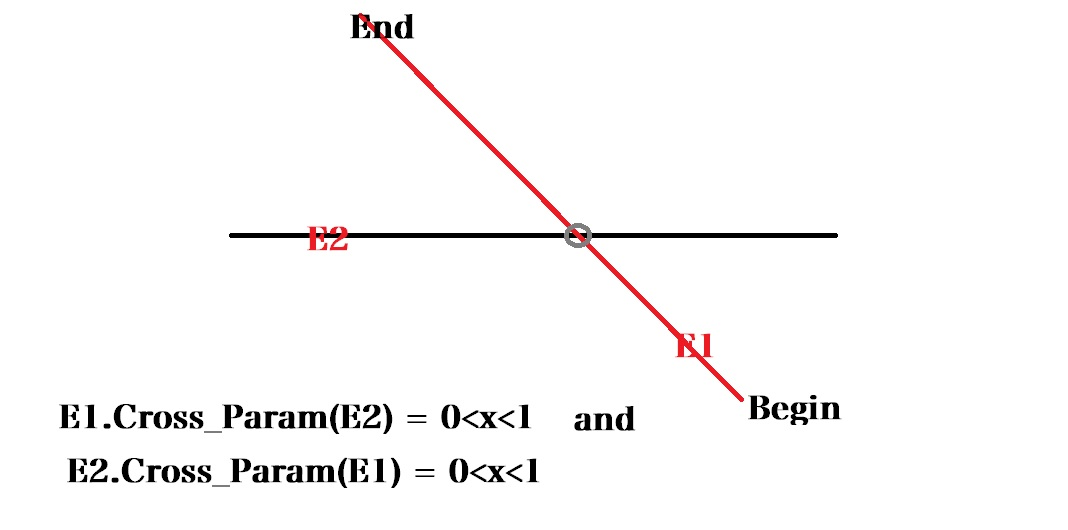 End
E2
E1
Begin
E1.Cross_Param(E2) = 0<x<1 and
E2.Cross_Param(E1) = 0<x<1